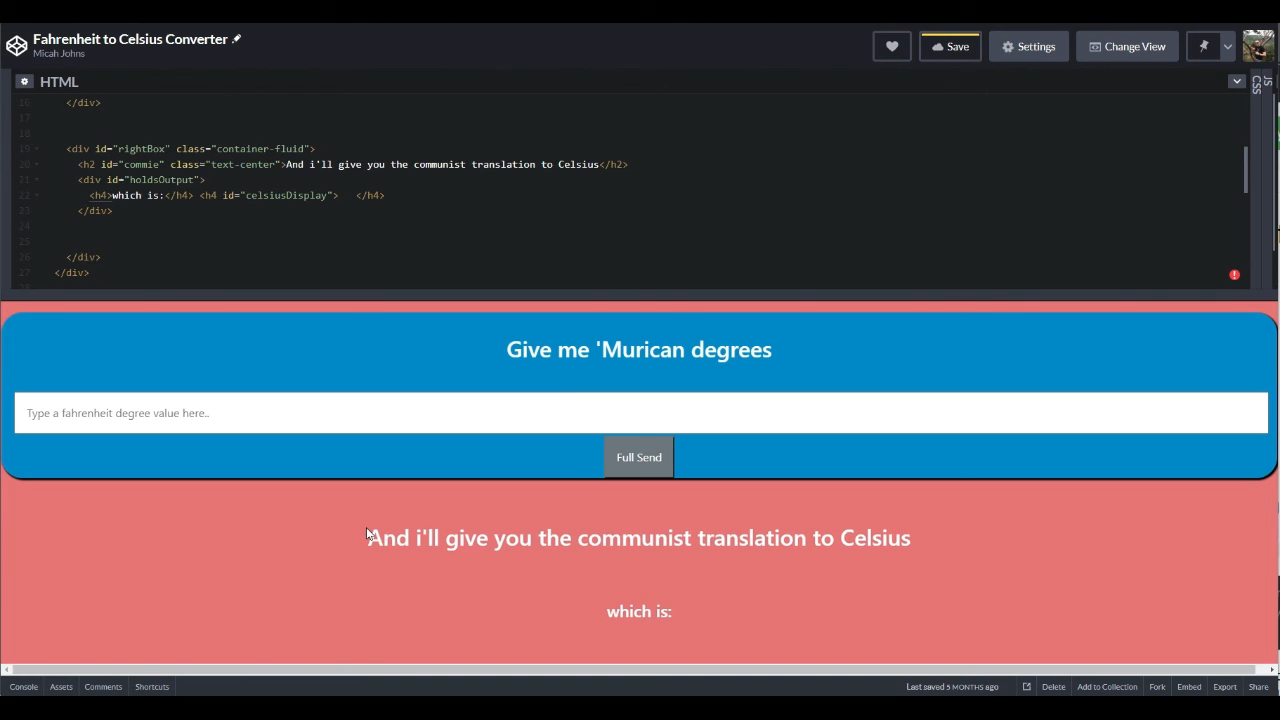 Fahrenheit to Celsius Converter
Micah Johns
Save
Settings
Change View
HTML
CSS
JS
16 </div>
17
18
19 <div id="rightBox" class="container-fluid">
20 <h2 id="commie" class="text-center">And i'll give you the communist translation to Celsius</h2>
21 <div id="holdsOutput">
22 <h4>which is:</h4> <h4 id="celsiusDisplay"> </h4>
23 </div>
24
25
26 </div>
27 </div>
Give me 'Murican degrees
Type a fahrenheit degree value here..
Full Send
And i'll give you the communist translation to Celsius
which is:
Console Assets Comments Shortcuts Last saved 5 MONTHS ago Delete Add to Collection Fork Embed Export Share